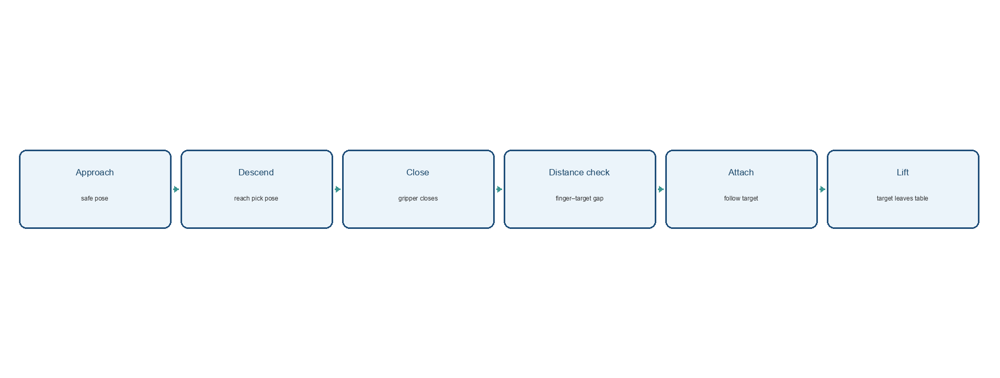 Approach
safe pose
Descend
reach pick pose
Close
gripper closes
Distance check
finger–target gap
Attach
follow target
Lift
target leaves table